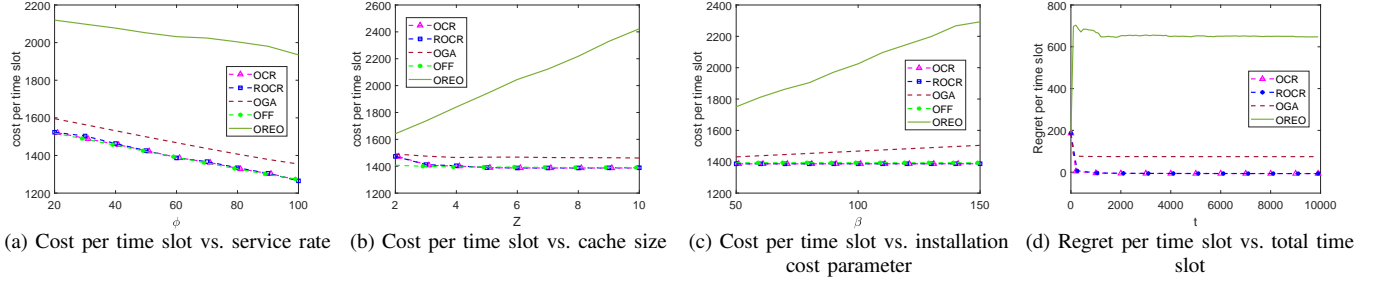 cost per time slot
2200
2000
1800
1600
1400
1200
20
40
60
80
100
ϕ
OCR
ROCR
OGA
OFF
OREO
(a) Cost per time slot vs. service rate
cost per time slot
2600
2400
2200
2000
1800
1600
1400
1200
2
4
6
8
10
Z
OCR
ROCR
OGA
OFF
OREO
(b) Cost per time slot vs. cache size
cost per time slot
2400
2200
2000
1800
1600
1400
1200
50
100
150
β
OCR
ROCR
OGA
OFF
OREO
(c) Cost per time slot vs. installation
cost parameter
Regret per time slot
800
600
400
200
0
0
2000
4000
6000
8000
10000
t
OCR
ROCR
OGA
OREO
(d) Regret per time slot vs. total time
slot